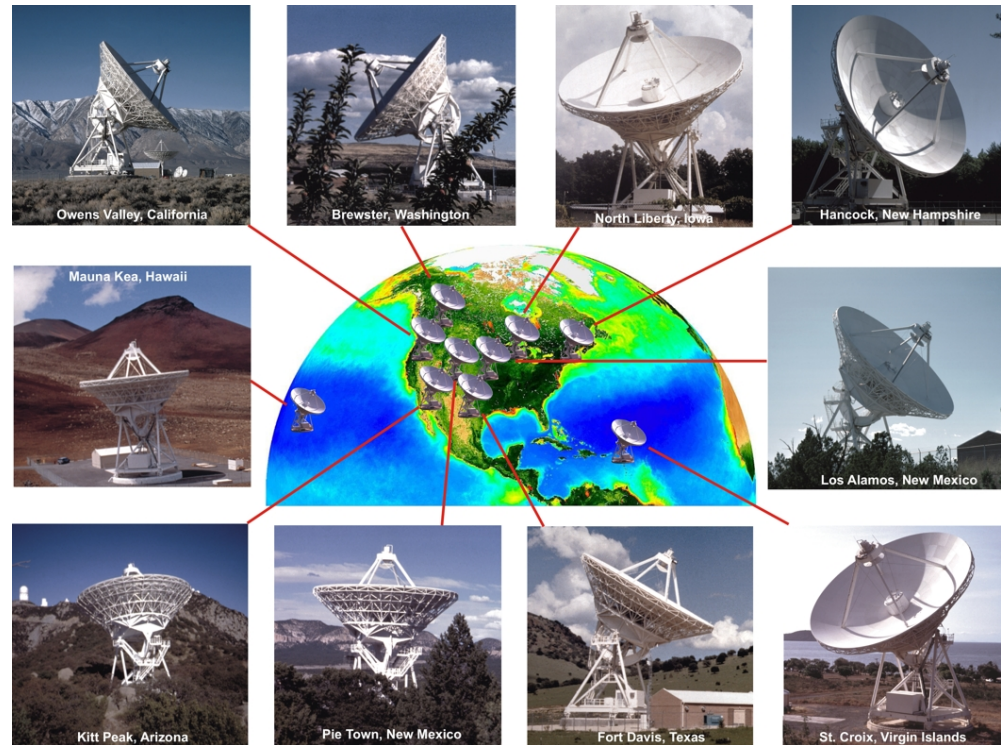 Owens Valley, California
Brewster, Washington
North Liberty, Iowa
Hancock, New Hampshire
Mauna Kea, Hawaii
Los Alamos, New Mexico
Kitt Peak, Arizona
Pie Town, New Mexico
Fort Davis, Texas
St. Croix, Virgin Islands